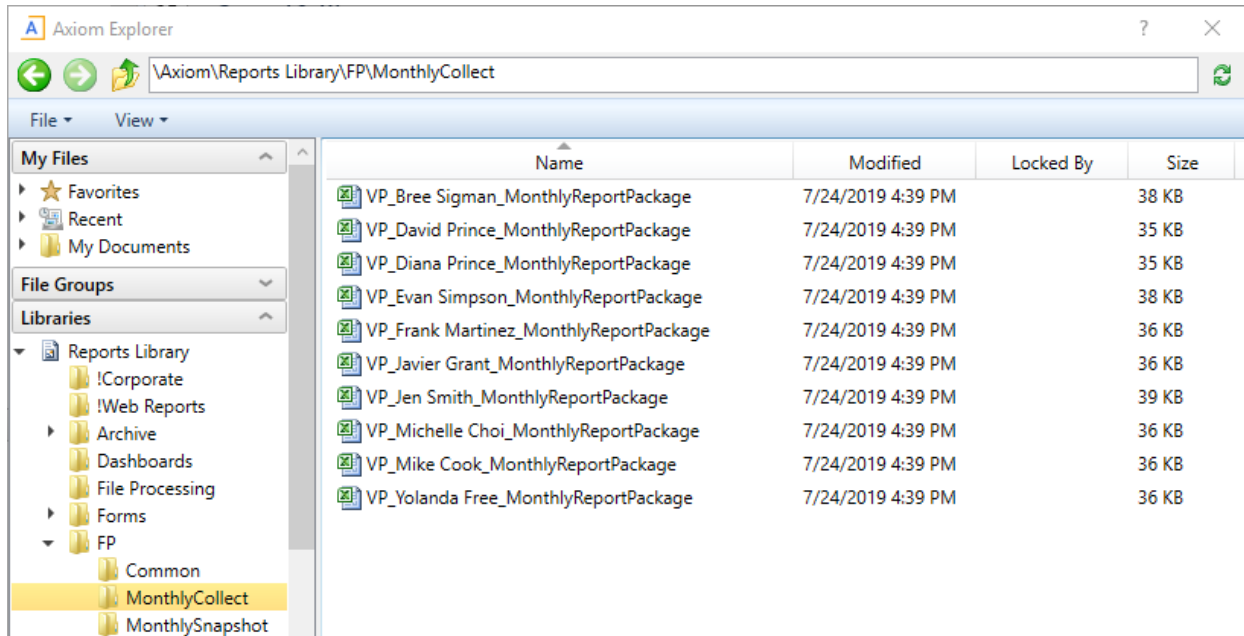 A Axiom Explorer ?
\Axiom\Reports Library\FP\MonthlyCollect
File View
My Files
Favorites
Recent
My Documents
File Groups
Libraries
Reports Library
!Corporate
!Web Reports
Archive
Dashboards
File Processing
Forms
FP
Common
MonthlyCollect
MonthlySnapshot
Name Modified Locked By Size
VP_Bree Sigman_MonthlyReportPackage 7/24/2019 4:39 PM 38 KB
VP_David Prince_MonthlyReportPackage 7/24/2019 4:39 PM 35 KB
VP_Diana Prince_MonthlyReportPackage 7/24/2019 4:39 PM 35 KB
VP_Evan Simpson_MonthlyReportPackage 7/24/2019 4:39 PM 38 KB
VP_Frank Martinez_MonthlyReportPackage 7/24/2019 4:39 PM 36 KB
VP_Javier Grant_MonthlyReportPackage 7/24/2019 4:39 PM 36 KB
VP_Jen Smith_MonthlyReportPackage 7/24/2019 4:39 PM 39 KB
VP_Michelle Choi_MonthlyReportPackage 7/24/2019 4:39 PM 36 KB
VP_Mike Cook_MonthlyReportPackage 7/24/2019 4:39 PM 36 KB
VP_Yolanda Free_MonthlyReportPackage 7/24/2019 4:39 PM 36 KB